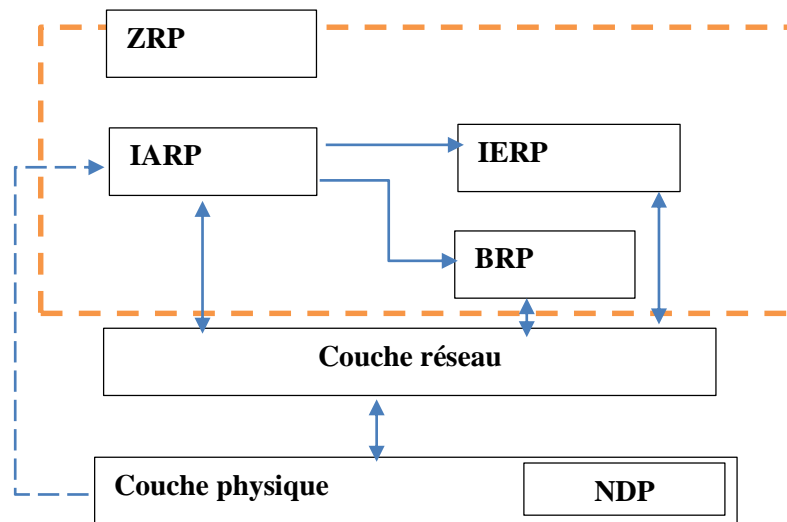 ZRP
IARP
IERP
BRP
Couche réseau
Couche physique
NDP